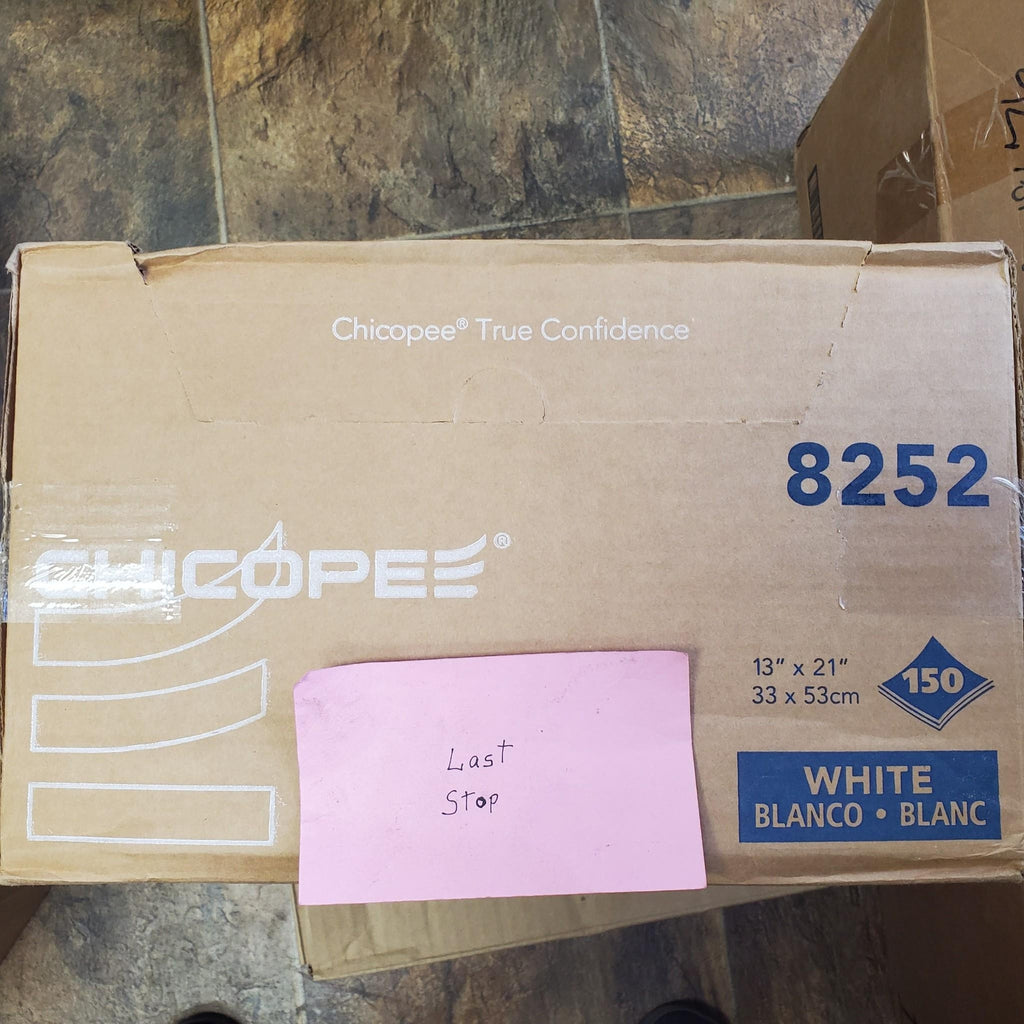 Chicopee® True Confidence
8252
CHICOPEE®
13" x 21"
33 x 53cm
150
WHITE
BLANCO • BLANC
Last
Stop